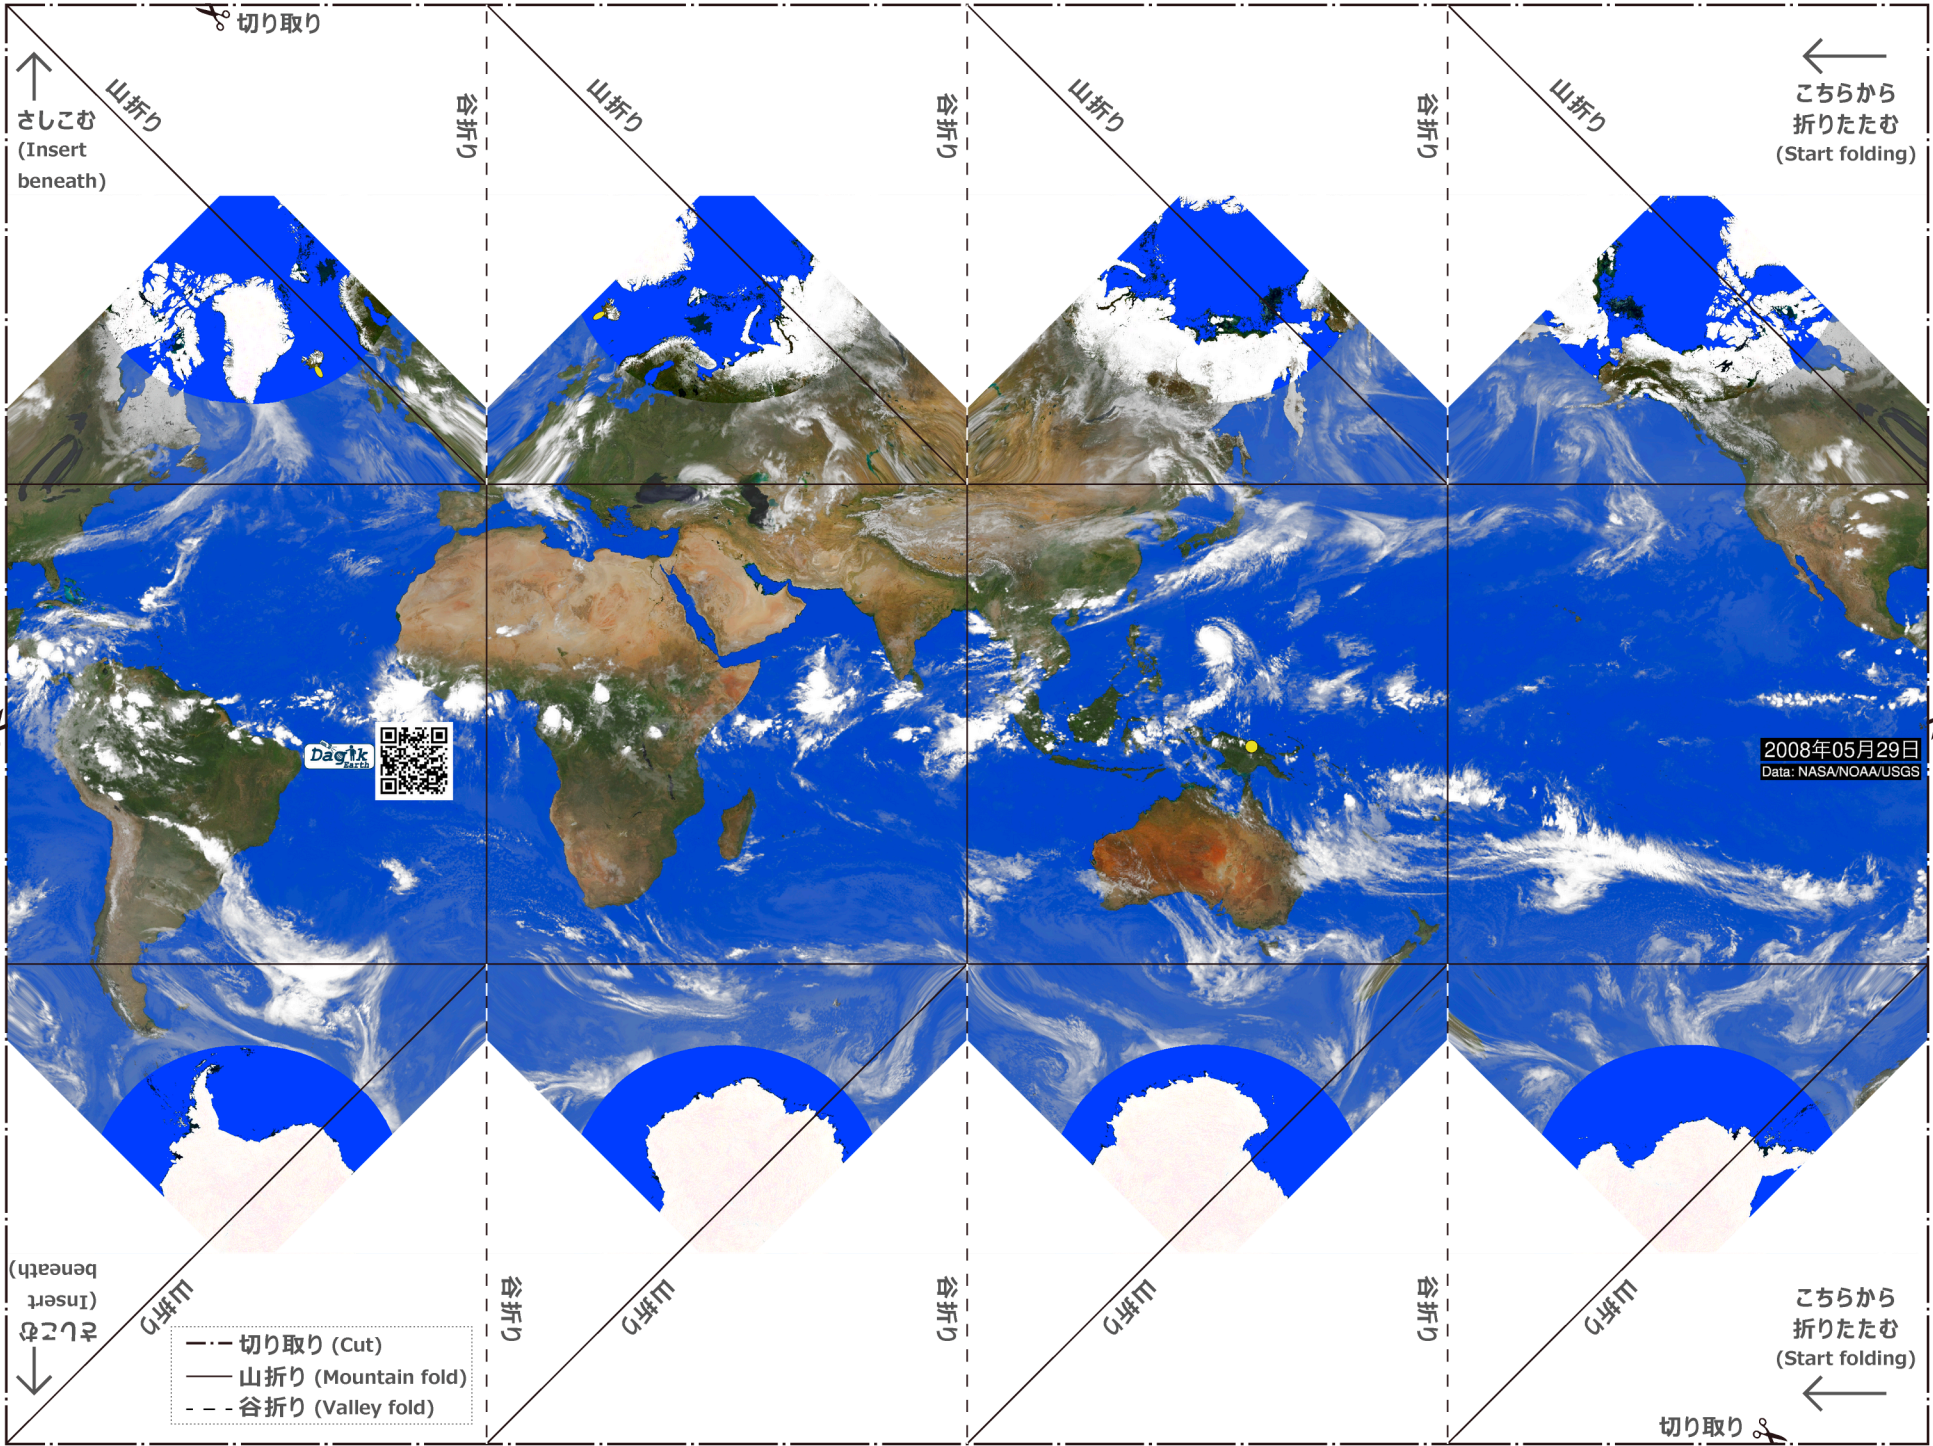 切り取り
山折り
谷折り
山折り
谷折り
山折り
谷折り
山折り
さしこむ
(Insert
beneath)
こちらから
折りたたむ
(Start folding)
Dagik
Earth
2008年05月29日
Data: NASA/NOAA/USGS
さしこむ
(Insert
beneath)
山折り
谷折り
山折り
谷折り
山折り
谷折り
山折り
こちらから
折りたたむ
(Start folding)
切り取り (Cut)
山折り (Mountain fold)
谷折り (Valley fold)
切り取り